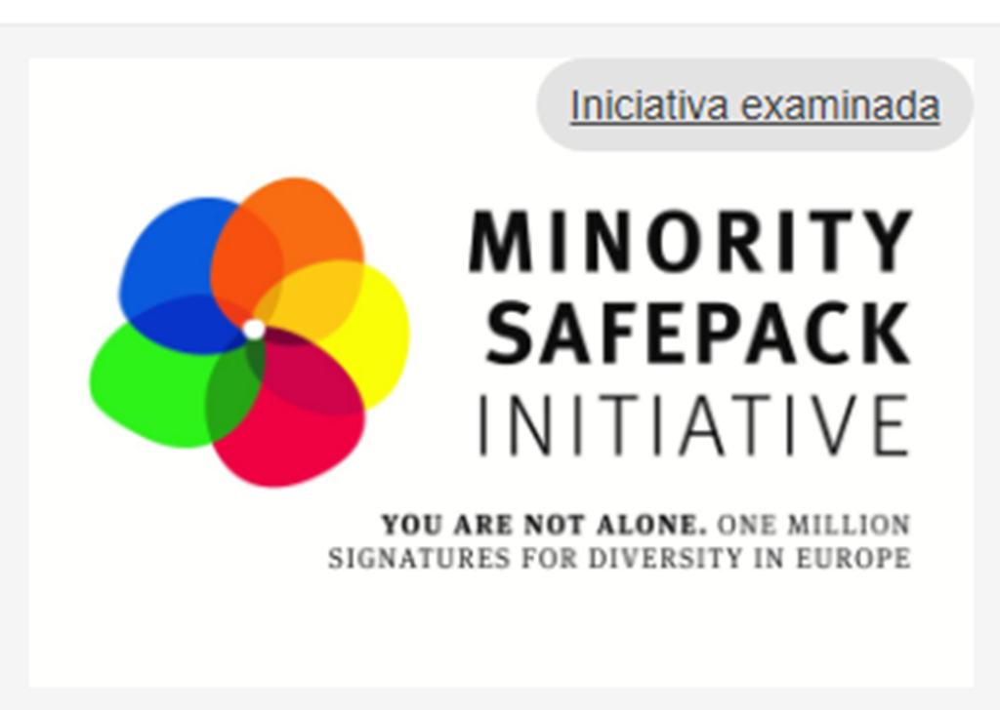 Iniciativa examinada
MINORITY
SAFEPACK
INITIATIVE
YOU ARE NOT ALONE. ONE MILLION
SIGNATURES FOR DIVERSITY IN EUROPE